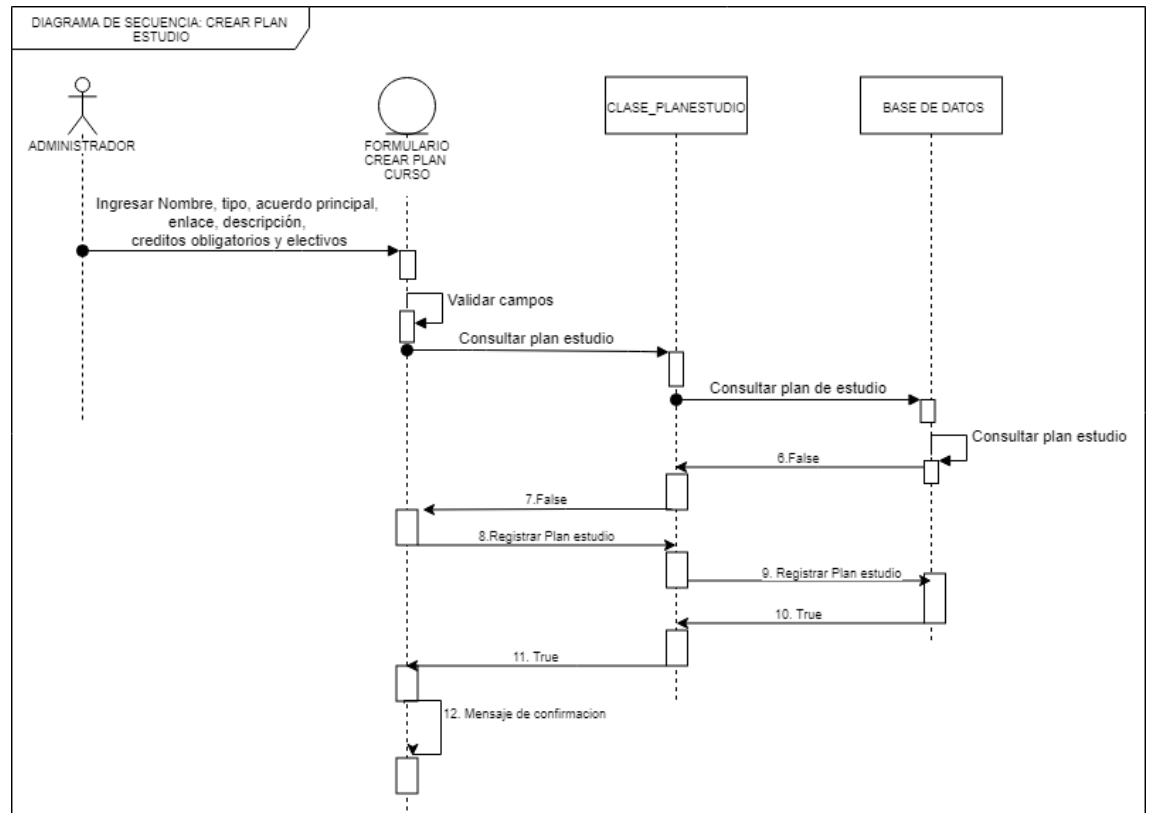 DIAGRAMA DE SECUENCIA: CREAR PLAN
ESTUDIO
ADMINISTRADOR
FORMULARIO
CREAR PLAN
CURSO
CLASE_PLANESTUDIO
BASE DE DATOS
Ingresar Nombre, tipo, acuerdo principal,
enlace, descripción,
creditos obligatorios y electivos
Validar campos
Consultar plan estudio
Consultar plan de estudio
Consultar plan estudio
6.False
7.False
8.Registrar Plan estudio
9. Registrar Plan estudio
10. True
11. True
12. Mensaje de confirmacion